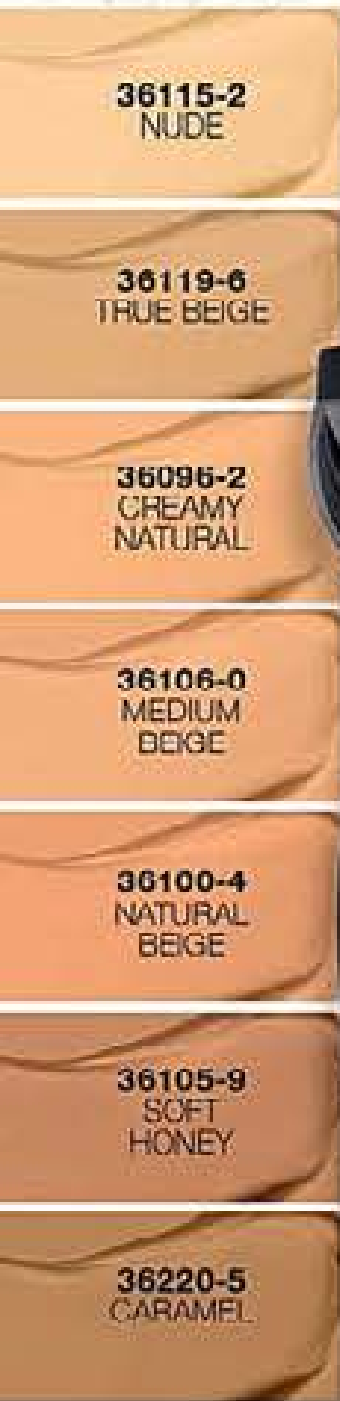 36115-2
NUDE
36119-6
TRUE BEIGE
36096-2
CREAMY
NATURAL
36106-0
MEDIUM
BEIGE
36100-4
NATURAL
BEIGE
36105-9
SOFT
HONEY
36220-5
CARAMEL